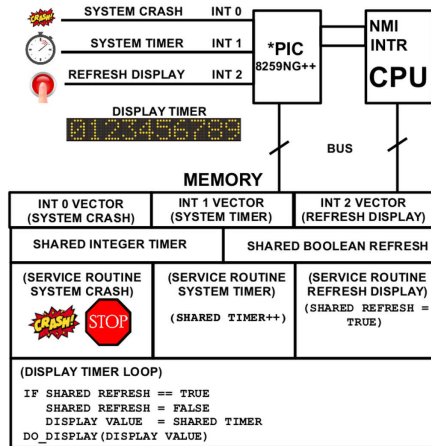 SYSTEM CRASH INT 0
SYSTEM TIMER INT 1
REFRESH DISPLAY INT 2
*PIC
8259NG++
NMI
INTR
CPU
DISPLAY TIMER
0123456789
BUS
MEMORY
INT 0 VECTOR
(SYSTEM CRASH)
INT 1 VECTOR
(SYSTEM TIMER)
INT 2 VECTOR
(REFRESH DISPLAY)
SHARED INTEGER TIMER
SHARED BOOLEAN REFRESH
(SERVICE ROUTINE
SYSTEM CRASH)
CRASH!
STOP
(SERVICE ROUTINE
SYSTEM TIMER)
(SHARED TIMER++)
(SERVICE ROUTINE
REFRESH DISPLAY)
(SHARED REFRESH =
TRUE)
(DISPLAY TIMER LOOP)
IF SHARED REFRESH == TRUE
SHARED REFRESH = FALSE
DISPLAY VALUE = SHARED TIMER
DO_DISPLAY(DISPLAY VALUE)